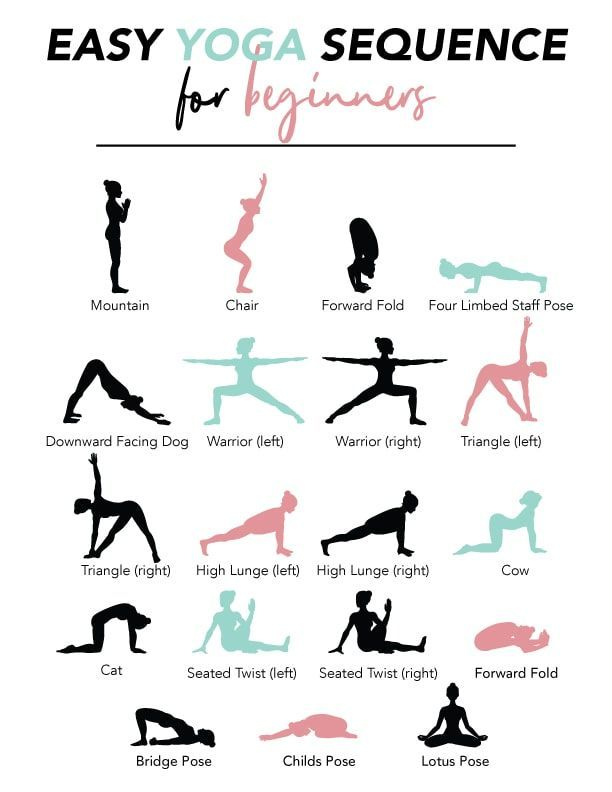 EASY YOGA SEQUENCE
for beginners
Mountain
Chair
Forward Fold
Four Limbed Staff Pose
Downward Facing Dog
Warrior (left)
Warrior (right)
Triangle (left)
Triangle (right)
High Lunge (left)
High Lunge (right)
Cow
Cat
Seated Twist (left)
Seated Twist (right)
Forward Fold
Bridge Pose
Childs Pose
Lotus Pose